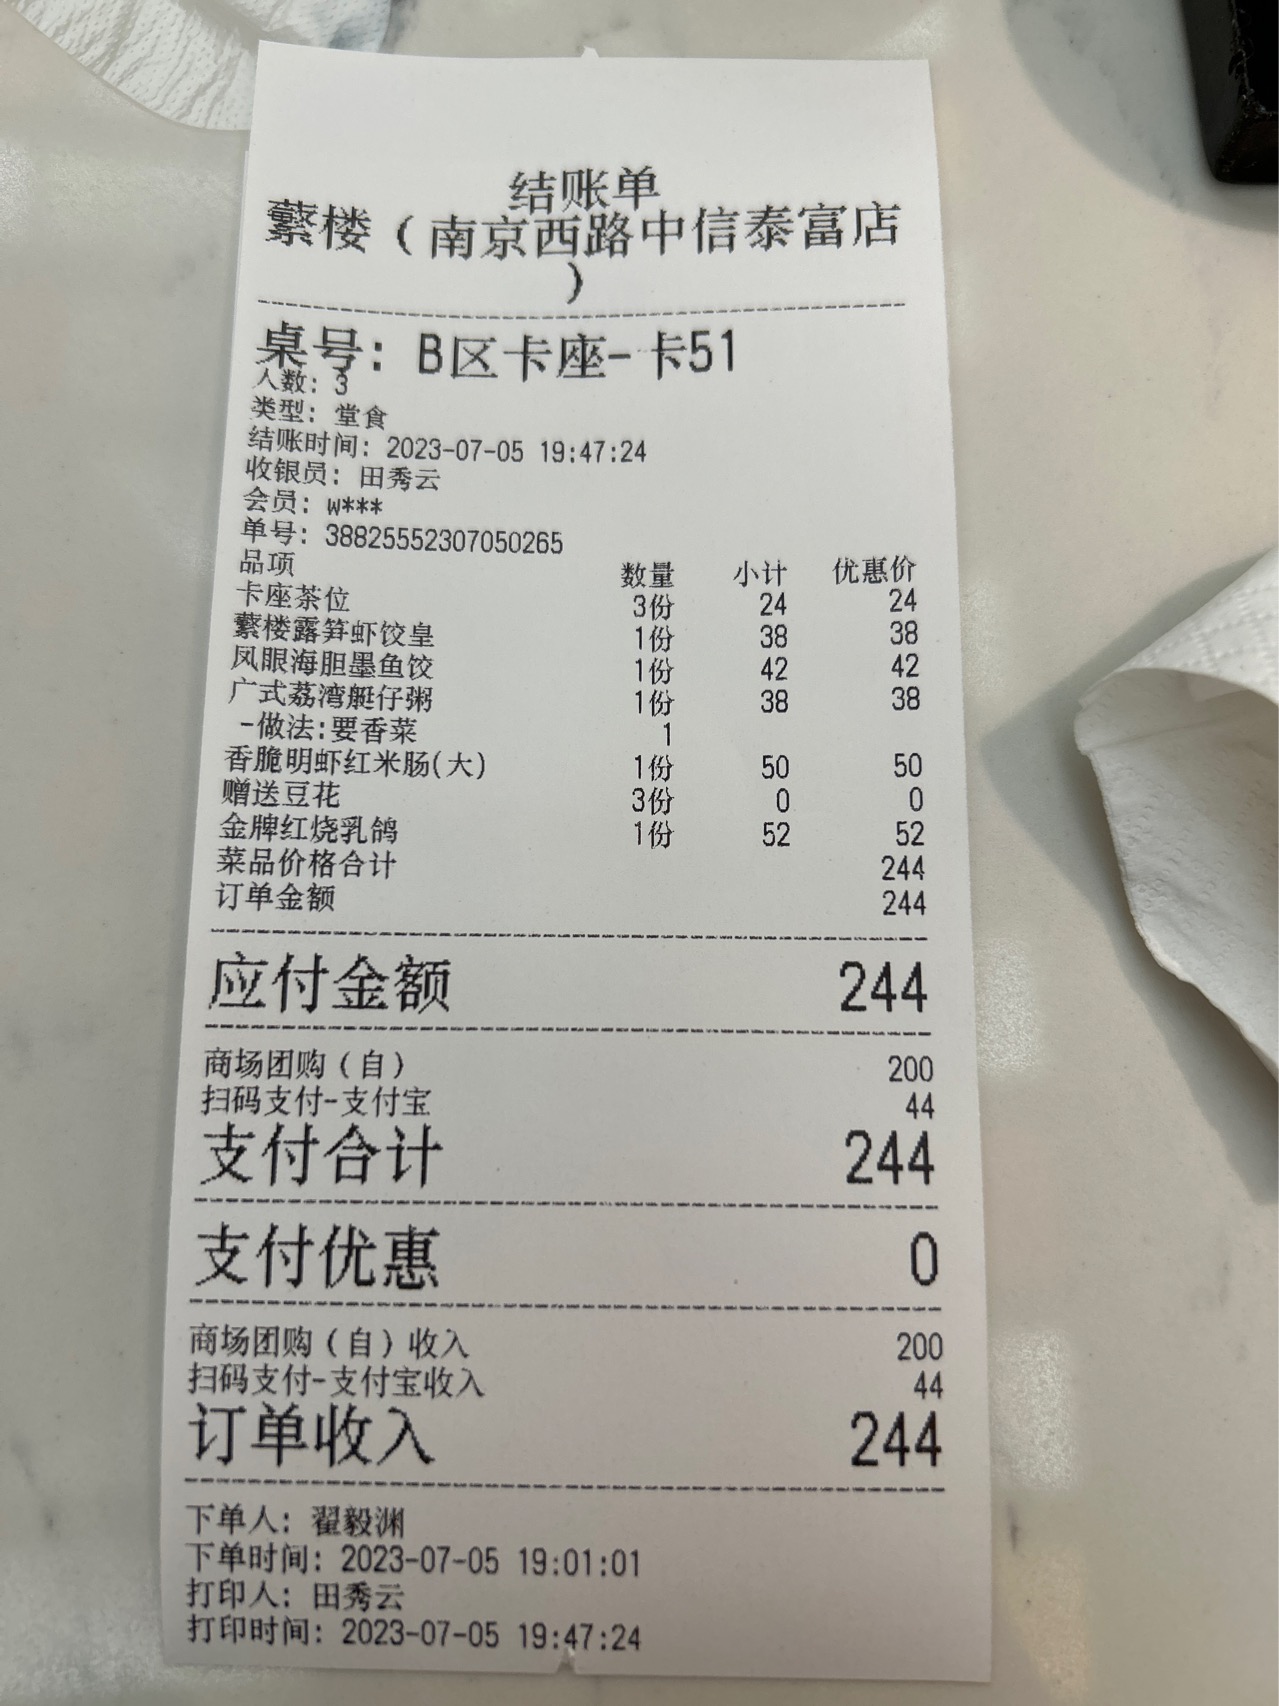 结账单
蘩楼（南京西路中信泰富店
）
桌号：B区卡座-卡51
人数：3
类型：堂食
结账时间：2023-07-05 19:47:24
收银员：田秀云
会员：W***
单号：38825552307050265
品项 数量 小计 优惠价
卡座茶位 3份 24 24
蘩楼露笋虾饺皇 1份 38 38
凤眼海胆墨鱼饺 1份 42 42
广式荔湾艇仔粥 1份 38 38
-做法:要香菜 1
香脆明虾红米肠(大) 1份 50 50
赠送豆花 3份 0 0
金牌红烧乳鸽 1份 52 52
菜品价格合计 244
订单金额 244
应付金额 244
商场团购（自） 200
扫码支付-支付宝 44
支付合计 244
支付优惠 0
商场团购（自）收入 200
扫码支付-支付宝收入 44
订单收入 244
下单人：翟毅渊
下单时间：2023-07-05 19:01:01
打印人：田秀云
打印时间：2023-07-05 19:47:24